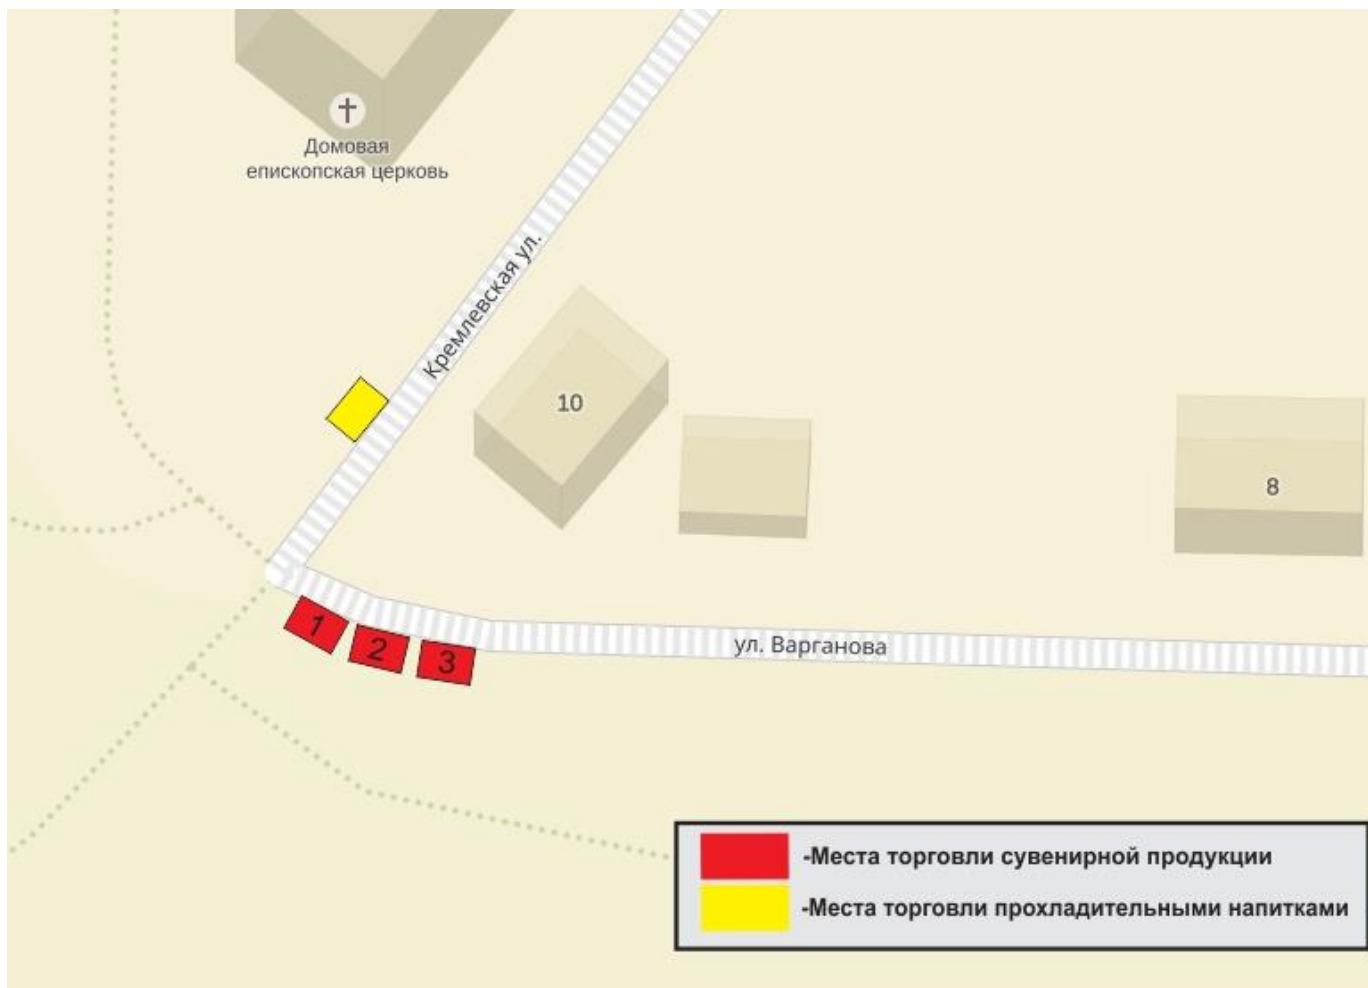 Домовая
епископская церковь
Кремлевская ул.
10
8
1
2
3
ул. Варганова
-Места торговли сувенирной продукции
-Места торговли прохладительными напитками